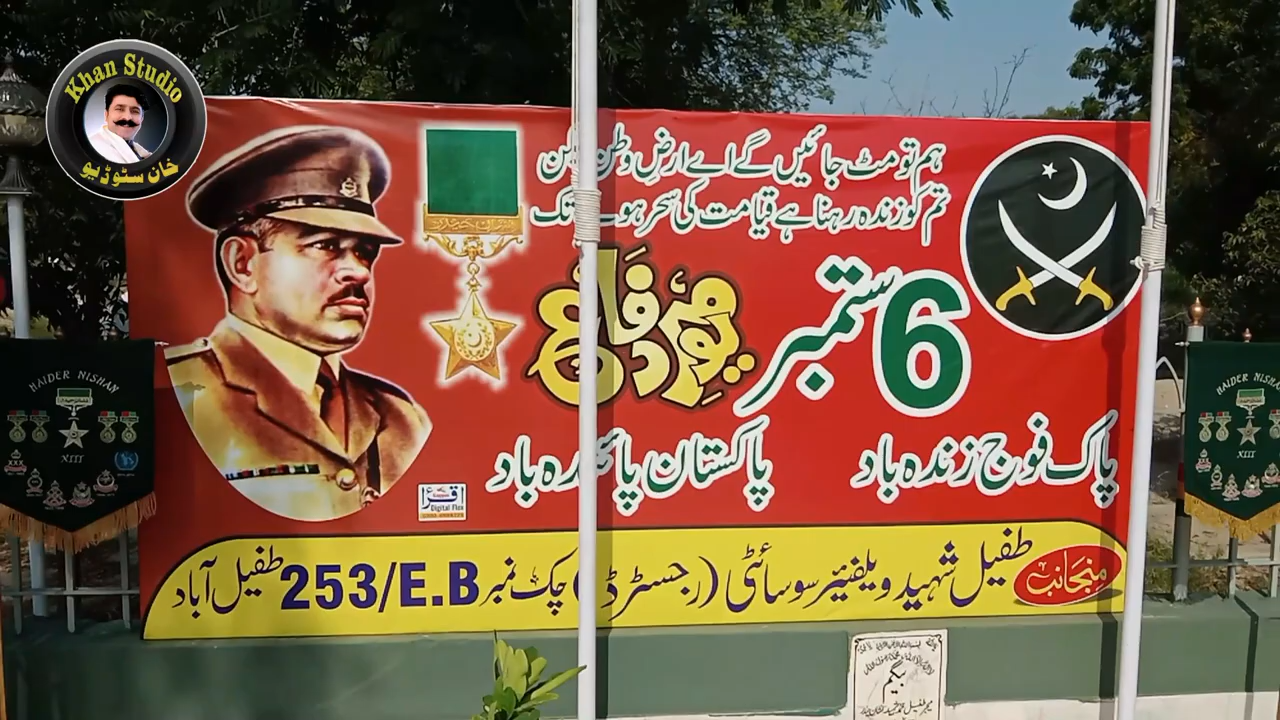 Khan Studio
خان سٹوڈیو
ہم تو مٹ جائیں گے اے ارضِ وطن
تم کو زندہ رہنا ہے قیامت کی سحر ہونے تک
6 ستمبر
یومِ دفاع
پاک فوج زندہ باد
پاکستان پائندہ باد
اقرأ
Digital Flex
منجانب
طفیل شہید ویلفیئر سوسائٹی (رجسٹرڈ) چک نمبر 253/E.B طفیل آباد
HAIDER NISHAN
XIII
HAIDER NISHAN
XIII
بیگم